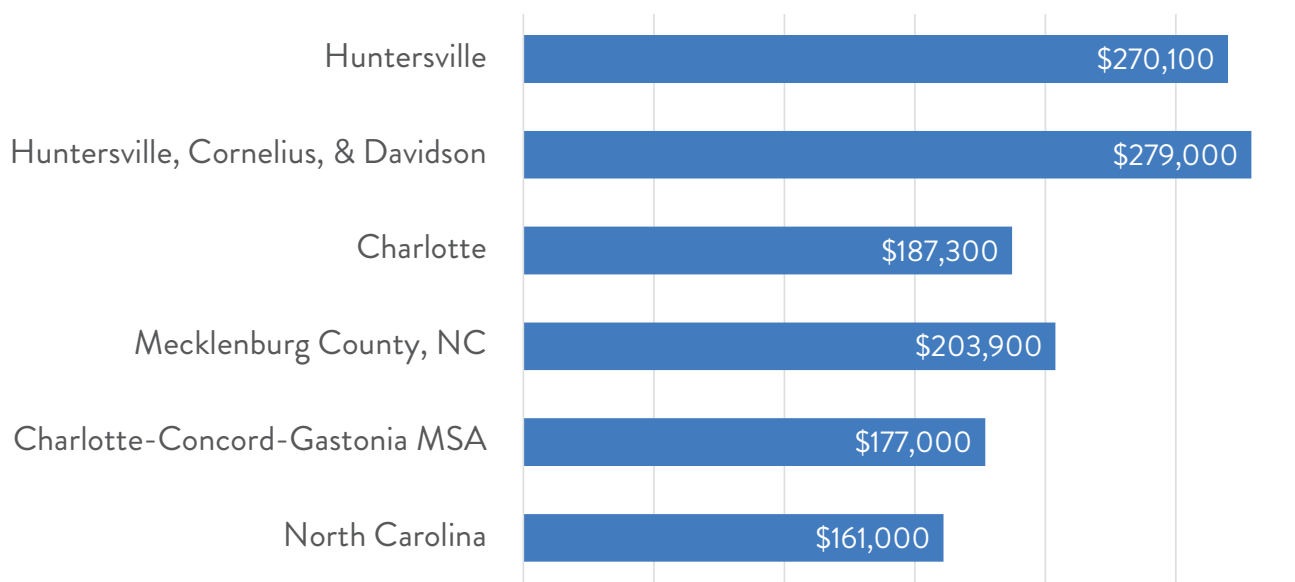 Huntersville
$270,100
Huntersville, Cornelius, & Davidson
$279,000
Charlotte
$187,300
Mecklenburg County, NC
$203,900
Charlotte-Concord-Gastonia MSA
$177,000
North Carolina
$161,000